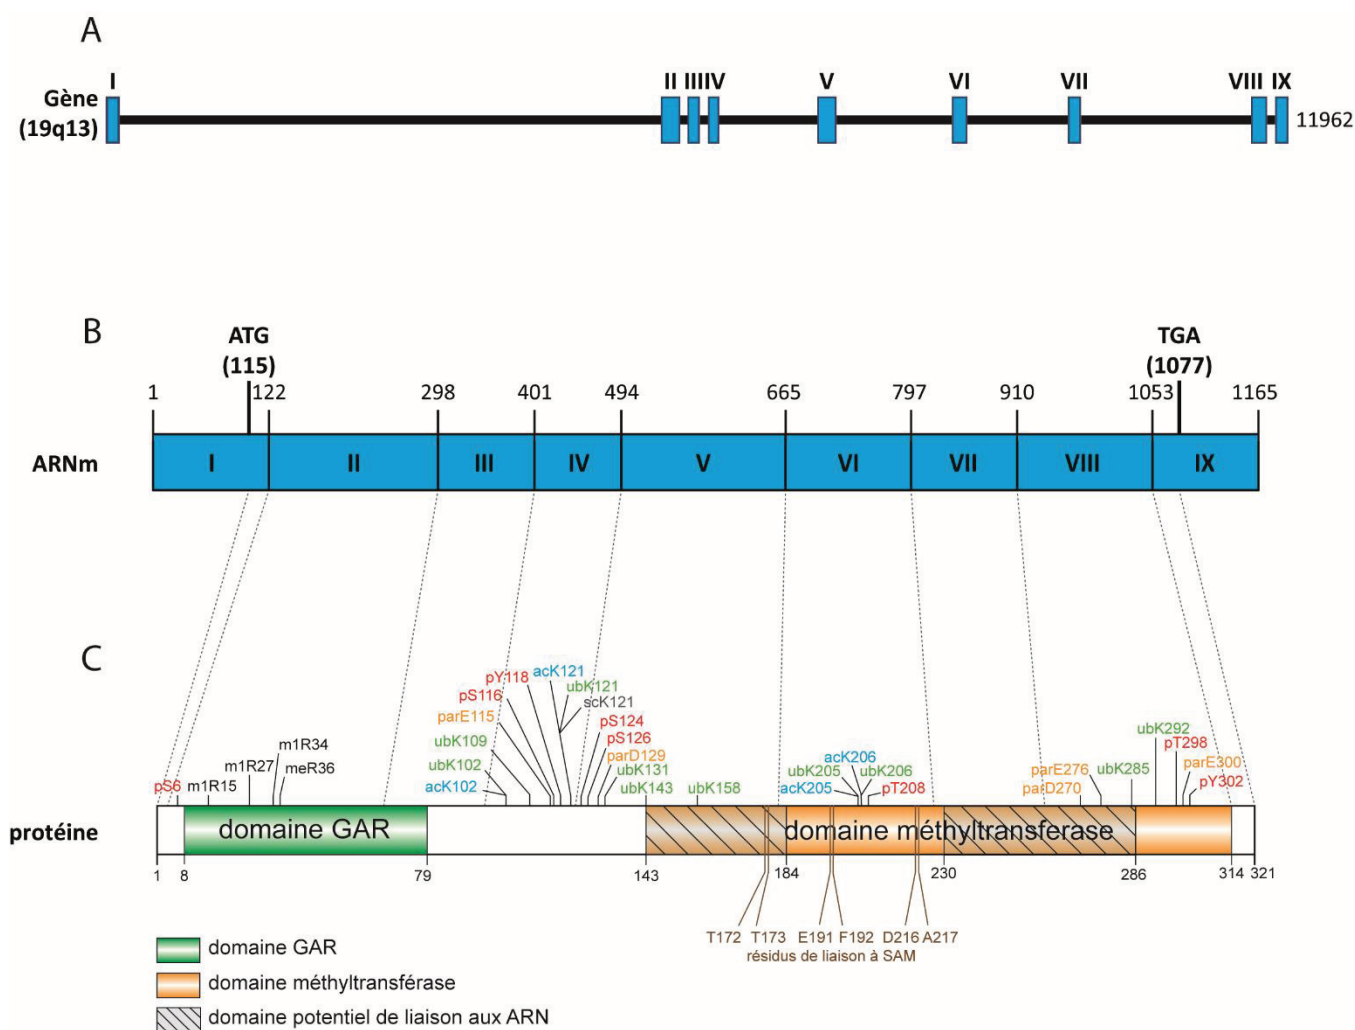 A
I II III IV V VI VII VIII IX
Gène
(19q13)
11962
B
ATG
(115)
TGA
(1077)
1 122 298 401 494 665 797 910 1053 1165
ARNm
I II III IV V VI VII VIII IX
C
pS6
m1R15
m1R27
m1R34
meR36
acK102
ubK102
ubK109
parE115
pS116
pY118
acK121
ubK121
scK121
pS124
pS126
parD129
ubK131
ubK143
ubK158
acK205
ubK205
acK206
ubK206
pT208
parD270
parE276
ubK285
ubK292
pT298
parE300
pY302
protéine
domaine GAR
domaine méthyltransferase
1 8 79 143 184 230 286 314 321
T172 T173 E191 F192 D216 A217
résidus de liaison à SAM
domaine GAR
domaine méthyltransférase
domaine potentiel de liaison aux ARN